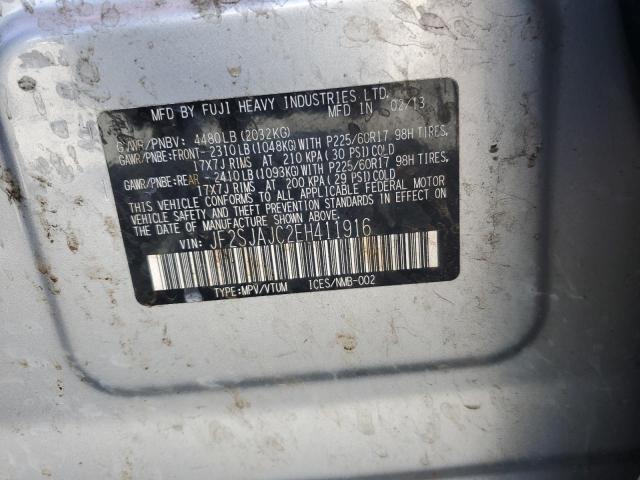 MFD BY FUJI HEAVY INDUSTRIES LTD.
MFD IN 02/13
GVWR/PNBV: 4480LB(2032KG)
GAWR/PNBE:FRONT-2310LB(1048KG)WITH P225/60R17 98H TIRES,
17X7J RIMS AT 210 KPA(30 PSI)COLD
GAWR/PNBE:REAR -2410LB(1093KG)WITH P225/60R17 98H TIRES,
17X7J RIMS AT 200 KPA(29 PSI)COLD
THIS VEHICLE CONFORMS TO ALL APPLICABLE FEDERAL MOTOR
VEHICLE SAFETY AND THEFT PREVENTION STANDARDS IN EFFECT ON
THE DATE OF MANUFACTURE SHOWN ABOVE.
VIN: JF2SJAJC2EH411916
TYPE:MPV/VTUM ICES/NMB-002